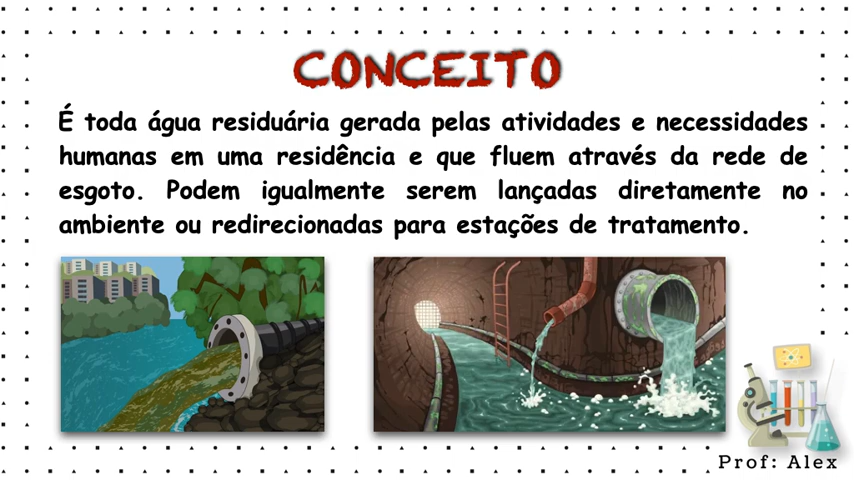 CONCEITO
É toda água residuária gerada pelas atividades e necessidades
humanas em uma residência e que fluem através da rede de
esgoto. Podem igualmente serem lançadas diretamente no
ambiente ou redirecionadas para estações de tratamento.
Prof: Alex